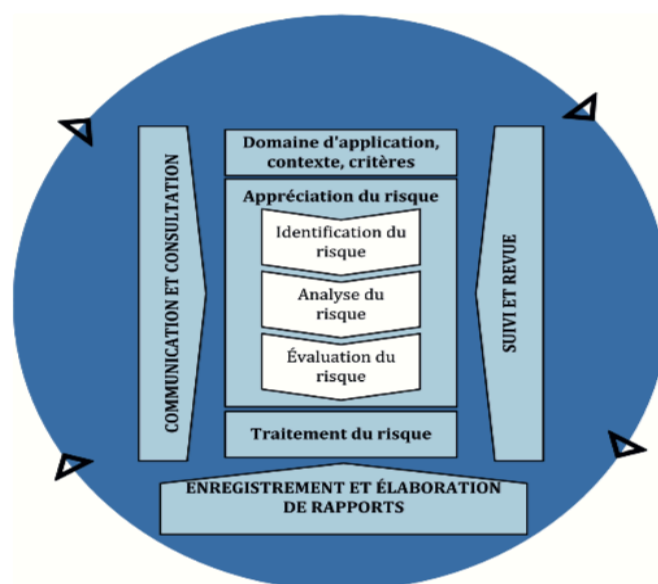 Domaine d'application,
contexte, critères
Appréciation du risque
Identification du
risque
Analyse du
risque
Évaluation du
risque
Traitement du risque
COMMUNICATION ET CONSULTATION
SUIVI ET REVUE
ENREGISTREMENT ET ÉLABORATION
DE RAPPORTS